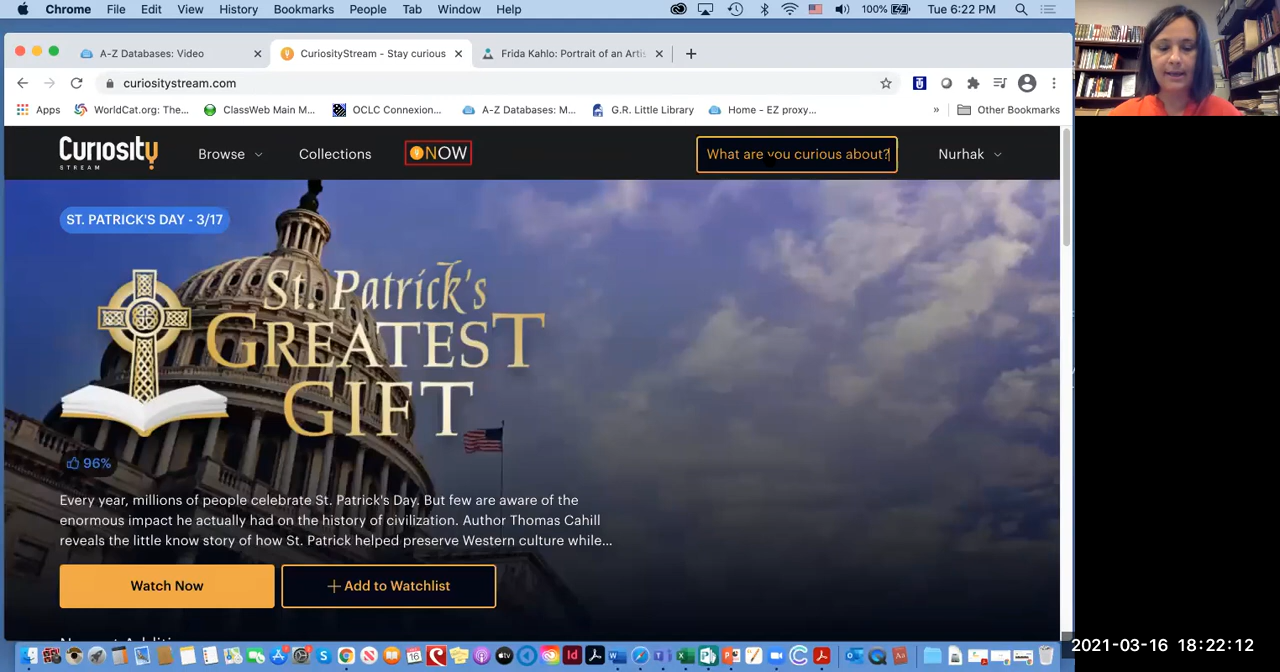 Chrome File Edit View History Bookmarks People Tab Window Help 100% Tue 6:22 PM
A-Z Databases: Video CuriosityStream - Stay curious Frida Kahlo: Portrait of an Artis
curiositystream.com
Apps WorldCat.org: The... ClassWeb Main M... OCLC Connexion... A-Z Databases: M... G.R. Little Library Home - EZ proxy... » Other Bookmarks
Curiosity
STREAM
Browse Collections NOW What are you curious about? Nurhak
ST. PATRICK'S DAY - 3/17
St. Patrick's
GREATEST
GIFT
96%
Every year, millions of people celebrate St. Patrick's Day. But few are aware of the
enormous impact he actually had on the history of civilization. Author Thomas Cahill
reveals the little know story of how St. Patrick helped preserve Western culture while...
Watch Now + Add to Watchlist
2021-03-16 18:22:12